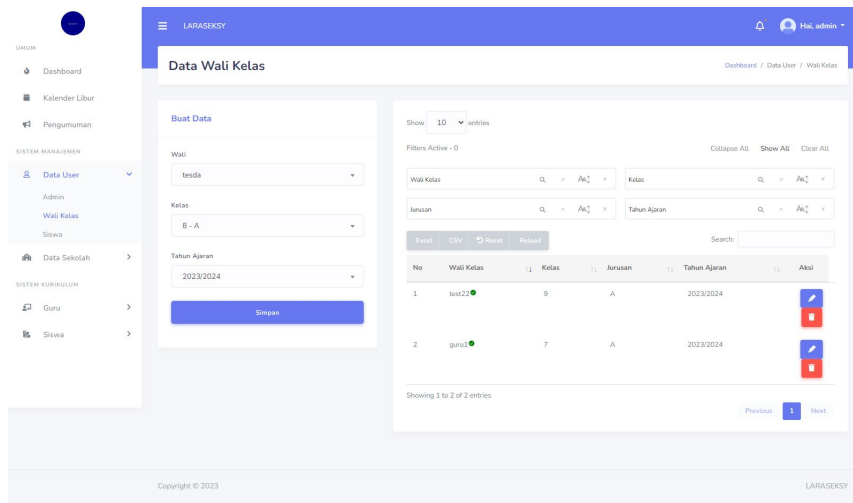 LARASEKSY
Hai, admin
UMUM
Dashboard
Kalender Libur
Pengumuman
SISTEM MANAJEMEN
Data User
Admin
Wali Kelas
Siswa
Data Sekolah
SISTEM KURIKULUM
Guru
Siswa
Data Wali Kelas
Dashboard / Data User / Wali Kelas
Buat Data
Wali
tesda
Kelas
8 - A
Tahun Ajaran
2023/2024
Simpan
Show 10 entries
Filters Active - 0
Collapse All Show All Clear All
Wali Kelas
Kelas
Jurusan
Tahun Ajaran
Excel CSV Reset Reload
Search:
No Wali Kelas Kelas Jurusan Tahun Ajaran Aksi
1 test22 9 A 2023/2024
2 guru1 7 A 2023/2024
Showing 1 to 2 of 2 entries
Previous 1 Next
Copyright © 2023
LARASEKSY